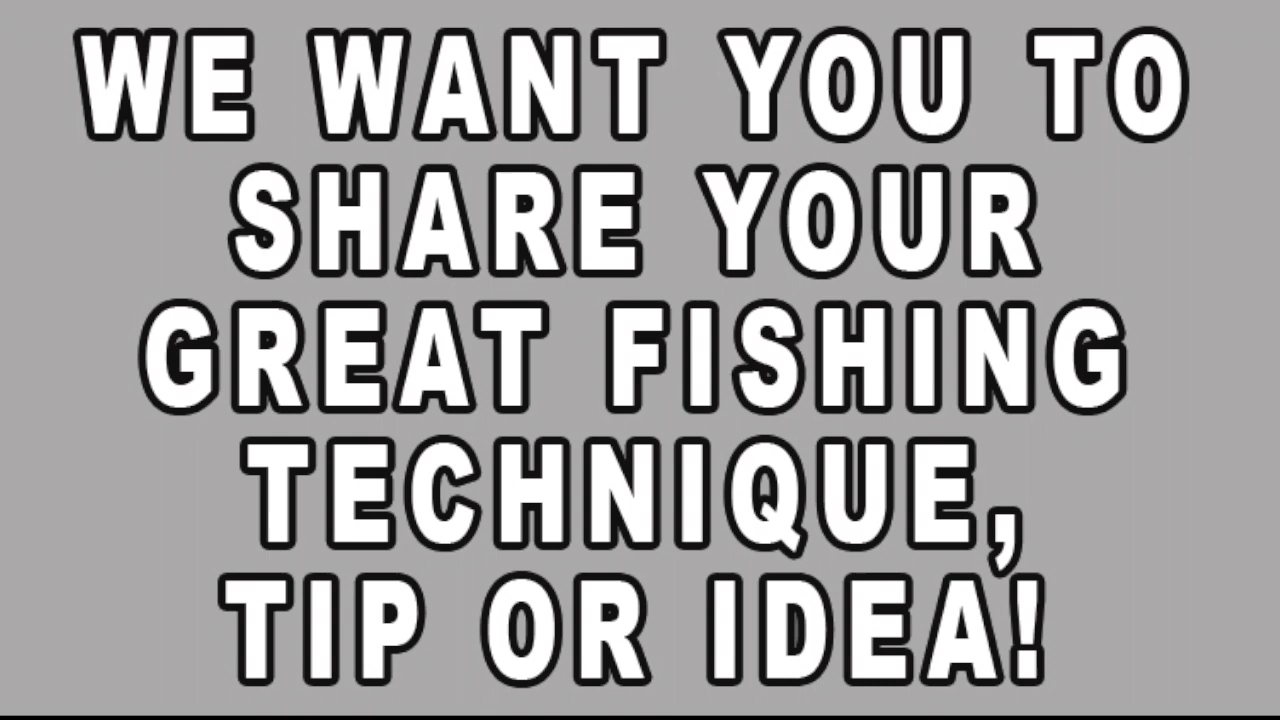 WE WANT YOU TO
SHARE YOUR
GREAT FISHING
TECHNIQUE,
TIP OR IDEA!